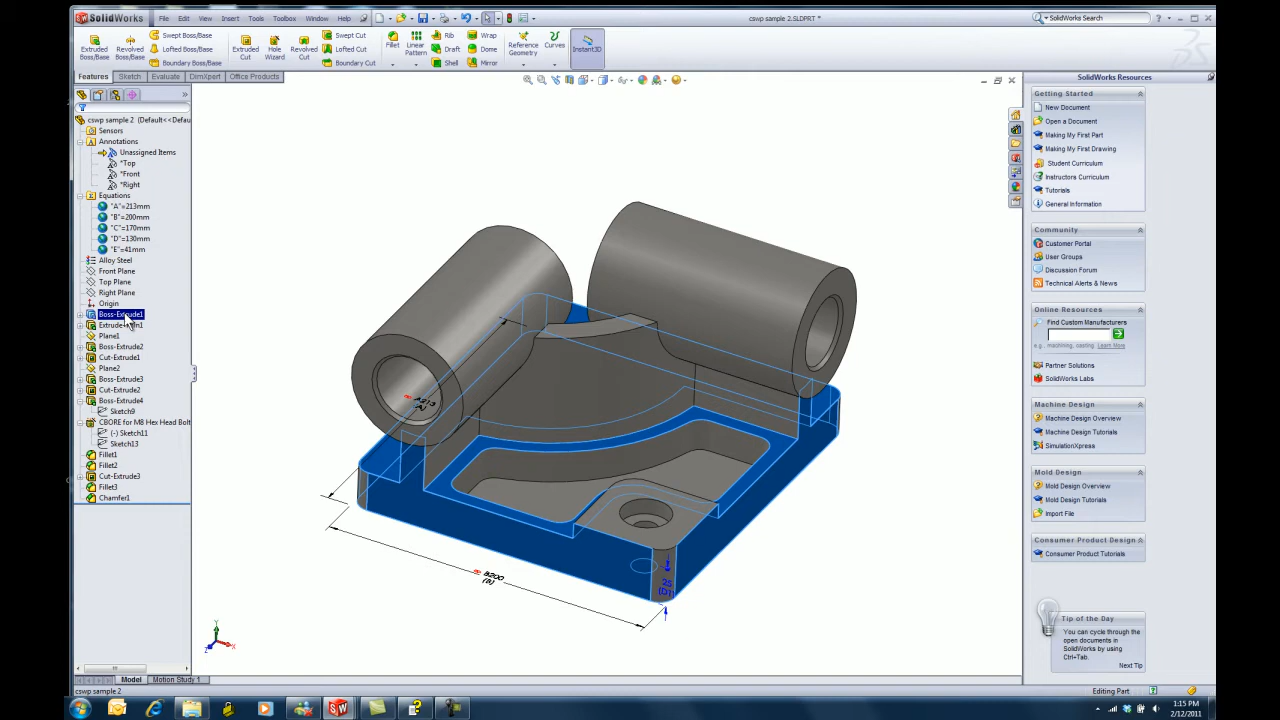 SolidWorks File Edit View Insert Tools Toolbox Window Help cswp sample 2.SLDPRT * SolidWorks Search
Extruded Boss/Base Revolved Boss/Base Swept Boss/Base Lofted Boss/Base Boundary Boss/Base Extruded Cut Hole Wizard Revolved Cut Swept Cut Lofted Cut Boundary Cut Fillet Linear Pattern Rib Draft Shell Wrap Dome Mirror Reference Geometry Curves Instant3D
Features Sketch Evaluate DimXpert Office Products
cswp sample 2 (Default<<Defau
Sensors
Annotations
Unassigned Items
*Top
*Front
*Right
Equations
"A"=213mm
"B"=200mm
"C"=170mm
"D"=130mm
"E"=41mm
Alloy Steel
Front Plane
Top Plane
Right Plane
Origin
Boss-Extrude1
Plane1
Boss-Extrude2
Cut-Extrude1
Plane2
Boss-Extrude3
Cut-Extrude2
Boss-Extrude4
Sketch9
CBORE for M8 Hex Head Bolt
(-) Sketch11
Sketch13
Fillet1
Fillet2
Cut-Extrude3
Fillet3
Chamfer1
A213
B200
(B)
25
(D1)
Y
X
Z
SolidWorks Resources
Getting Started
New Document
Open a Document
Making My First Part
Making My First Drawing
Student Curriculum
Instructors Curriculum
Tutorials
General Information
Community
Customer Portal
User Groups
Discussion Forum
Technical Alerts & News
Online Resources
Find Custom Manufacturers
e.g., machining, casting Learn More
Partner Solutions
SolidWorks Labs
Machine Design
Machine Design Overview
Machine Design Tutorials
SimulationXpress
Mold Design
Mold Design Overview
Mold Design Tutorials
Import File
Consumer Product Design
Consumer Product Tutorials
Tip of the Day
You can cycle through the
open documents in
SolidWorks by using
Ctrl+Tab.
Next Tip
Model Motion Study 1
cswp sample 2 Editing Part
1:15 PM
2/12/2011